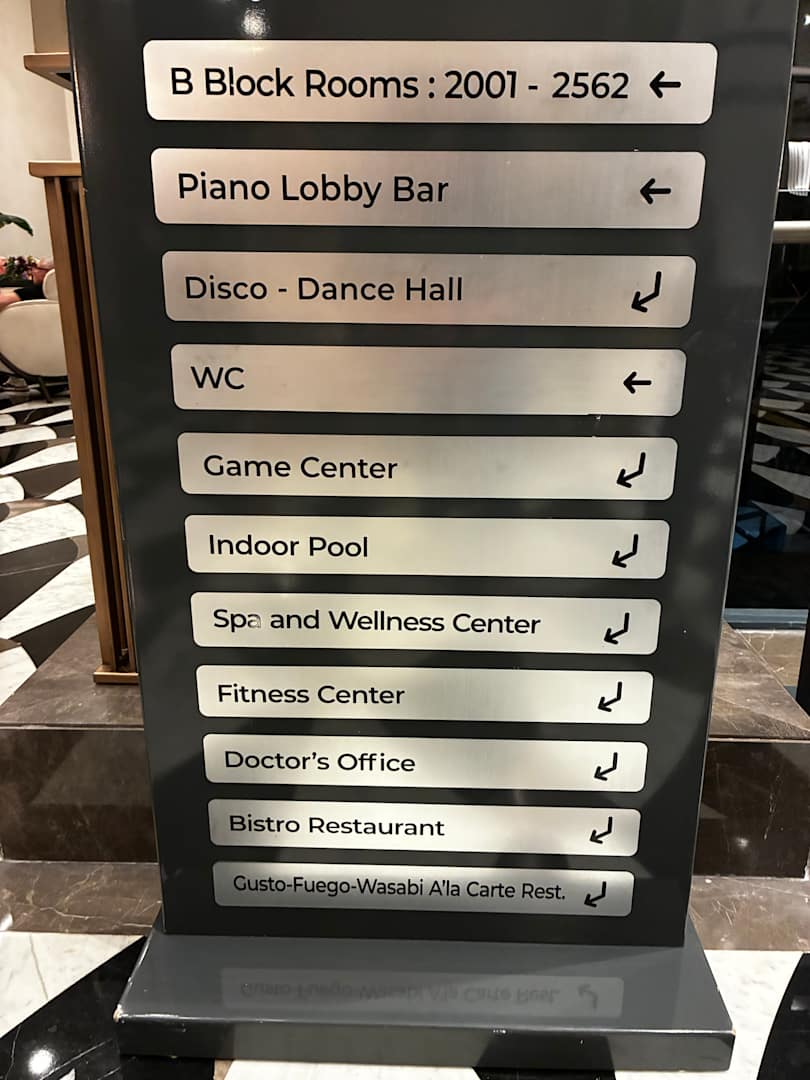 B Block Rooms : 2001 - 2562 ←
Piano Lobby Bar ←
Disco - Dance Hall
WC ←
Game Center
Indoor Pool
Spa and Wellness Center
Fitness Center
Doctor's Office
Bistro Restaurant
Gusto-Fuego-Wasabi A'la Carte Rest.